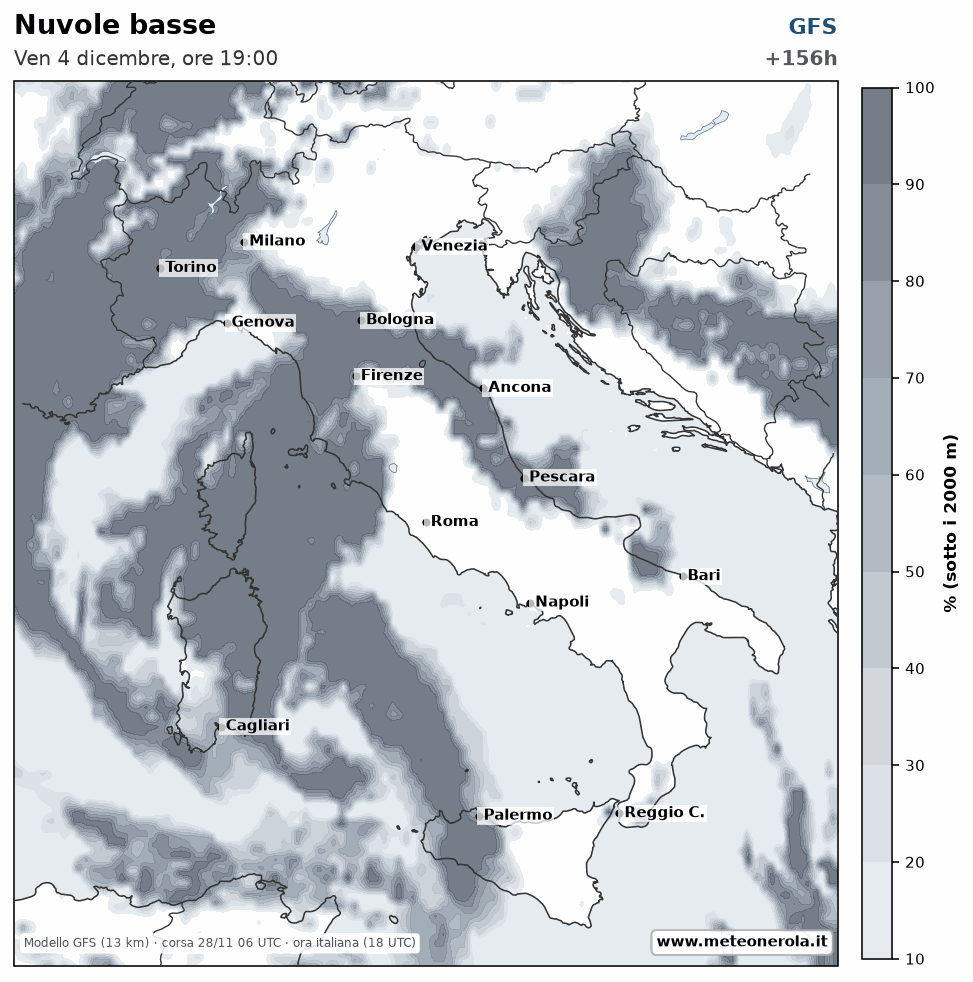 Nuvole basse
GFS
Ven 4 dicembre, ore 19:00
+156h
Milano
Venezia
Torino
Genova
Bologna
Firenze
Ancona
Pescara
Roma
Bari
Napoli
Cagliari
Palermo
Reggio C.
Modello GFS (13 km) · corsa 28/11 06 UTC · ora italiana (18 UTC)
www.meteonerola.it
100
90
80
70
60
50
40
30
20
10
% (sotto i 2000 m)